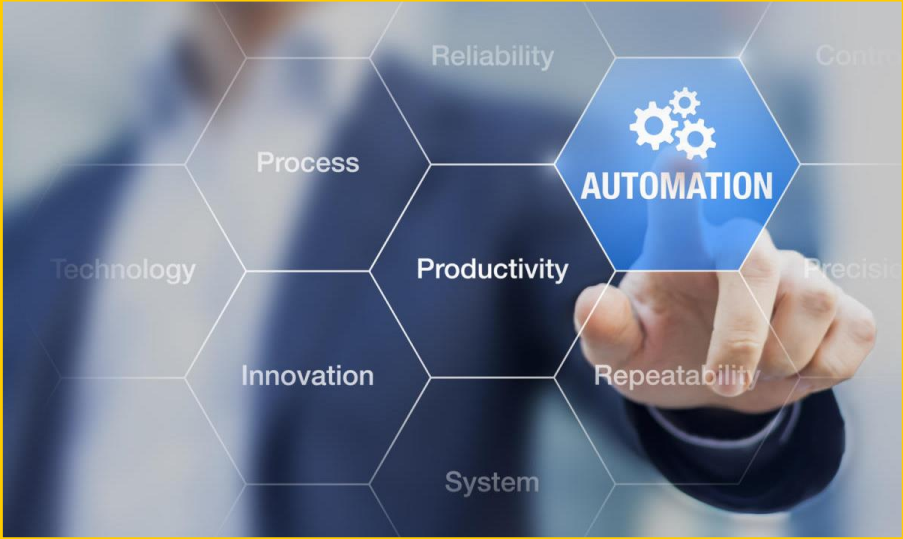 Reliability
Process
AUTOMATION
Technology
Productivity
Innovation
Repeatability
System